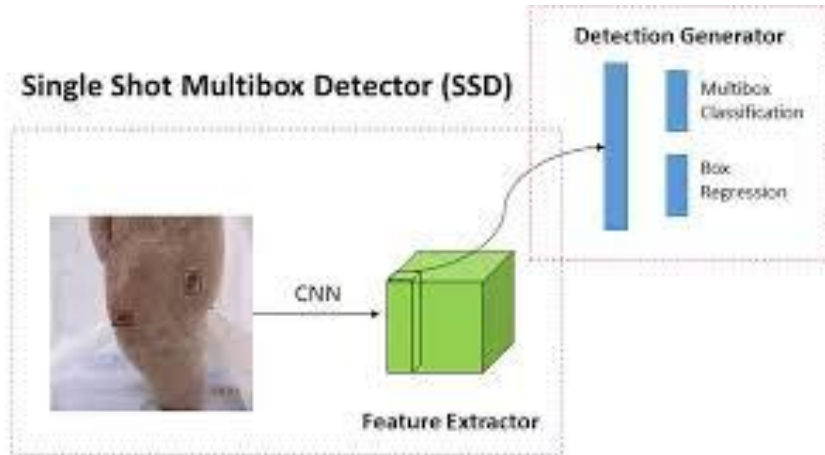 Detection Generator
Single Shot Multibox Detector (SSD)
Multibox
Classification
Box
Regression
CNN
Feature Extractor